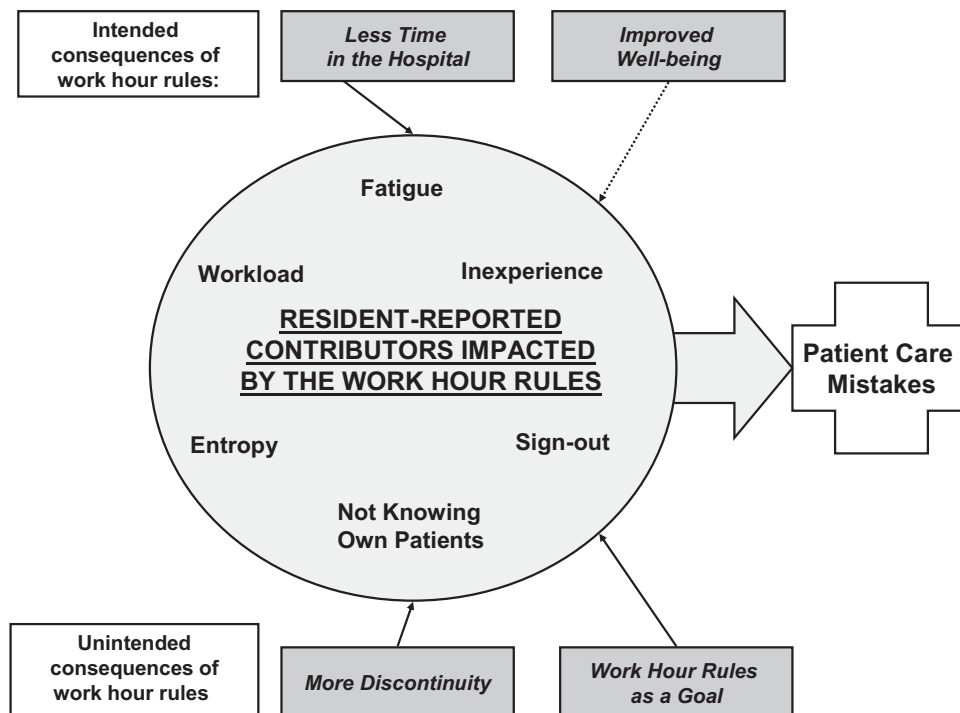 Intended
consequences of
work hour rules:
Less Time
in the Hospital
Improved
Well-being
Fatigue
Workload
Inexperience
RESIDENT-REPORTED
CONTRIBUTORS IMPACTED
BY THE WORK HOUR RULES
Patient Care
Mistakes
Entropy
Sign-out
Not Knowing
Own Patients
Unintended
consequences of
work hour rules
More Discontinuity
Work Hour Rules
as a Goal